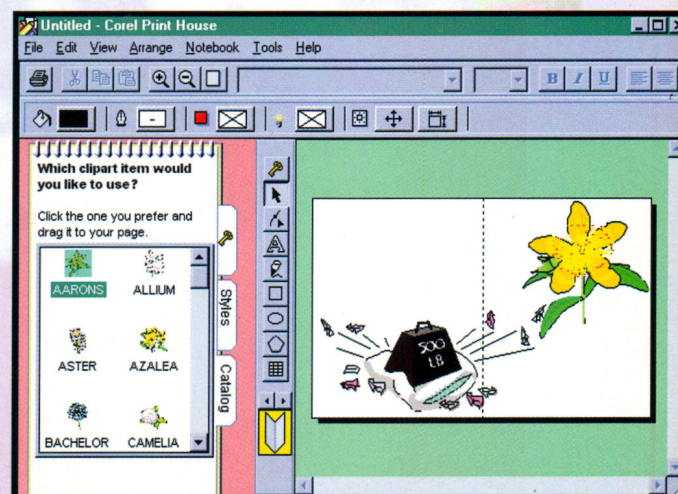 Untitled - Corel Print House
File Edit View Arrange Notebook Tools Help
B I U
Which clipart item would
you like to use?
Click the one you prefer and
drag it to your page.
AARONS ALLIUM
ASTER AZALEA
BACHELOR CAMELIA
Styles
Catalog
A
500
LB